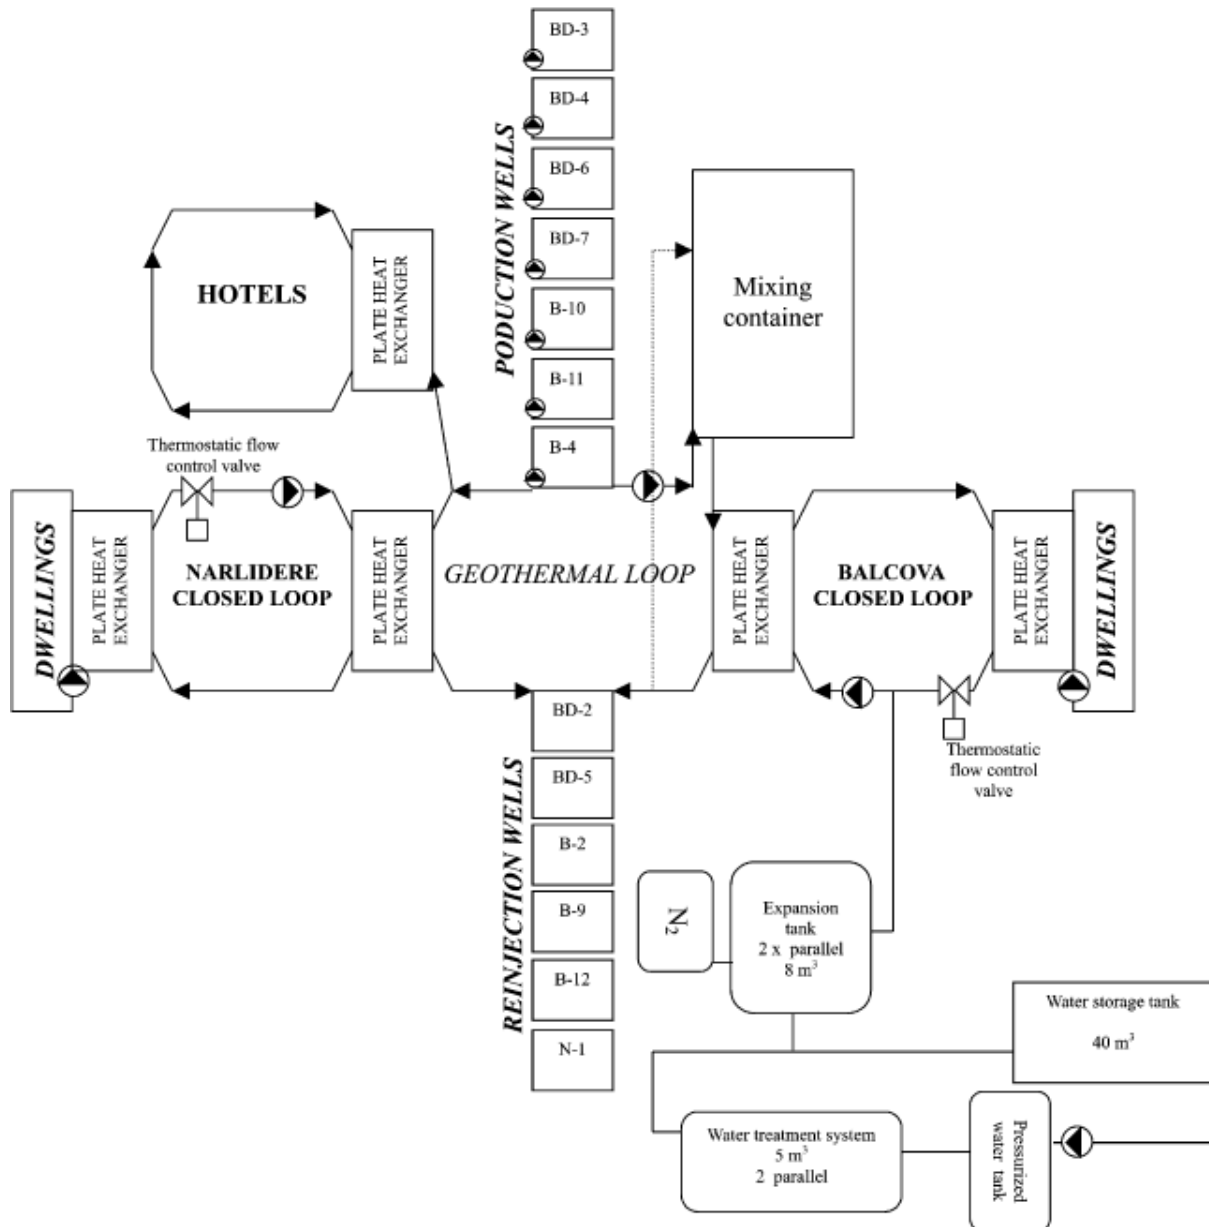 BD-3
BD-4
BD-6
BD-7
B-10
B-11
B-4
PODUCTION WELLS
Mixing
container
HOTELS
PLATE HEAT
EXCHANGER
Thermostatic flow
control valve
DWELLINGS
PLATE HEAT
EXCHANGER
NARLIDERE
CLOSED LOOP
PLATE HEAT
EXCHANGER
GEOTHERMAL LOOP
PLATE HEAT
EXCHANGER
BALCOVA
CLOSED LOOP
PLATE HEAT
EXCHANGER
DWELLINGS
Thermostatic
flow control
valve
REINJECTION WELLS
BD-2
BD-5
B-2
B-9
B-12
N-1
N₂
Expansion
tank
2 x parallel
8 m³
Water storage tank
40 m³
Water treatment system
5 m³
2 parallel
Pressurized
water tank